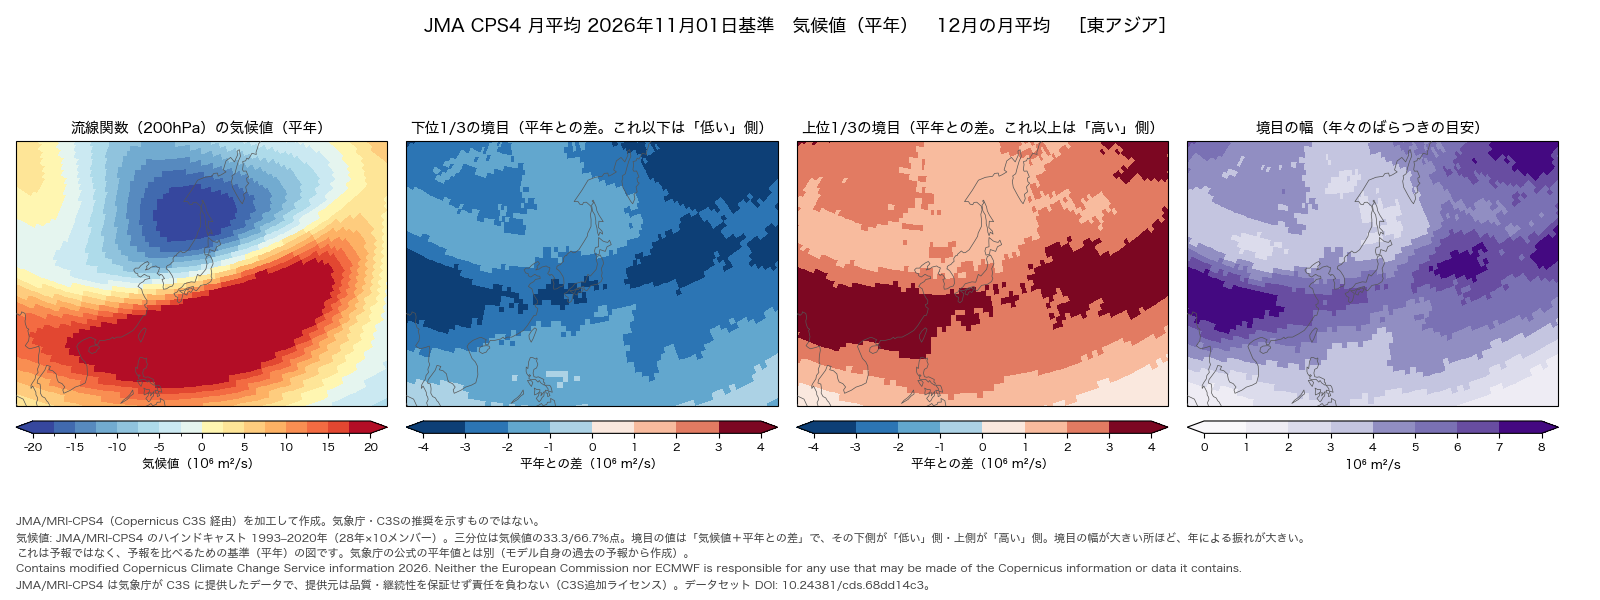 JMA CPS4 月平均 2026年11月01日基準　気候値（平年）　12月の月平均　［東アジア］
流線関数（200hPa）の気候値（平年）
下位1/3の境目（平年との差。これ以下は「低い」側）
上位1/3の境目（平年との差。これ以上は「高い」側）
境目の幅（年々のばらつきの目安）
-20 -15 -10 -5 0 5 10 15 20
気候値（10⁶ m²/s）
-4 -3 -2 -1 0 1 2 3 4
平年との差（10⁶ m²/s）
-4 -3 -2 -1 0 1 2 3 4
平年との差（10⁶ m²/s）
0 1 2 3 4 5 6 7 8
10⁶ m²/s
JMA/MRI-CPS4（Copernicus C3S 経由）を加工して作成。気象庁・C3Sの推奨を示すものではない。
気候値: JMA/MRI-CPS4 のハインドキャスト 1993–2020年（28年×10メンバー）。三分位は気候値の33.3/66.7%点。境目の値は「気候値＋平年との差」で、その下側が「低い」側・上側が「高い」側。境目の幅が大きい所ほど、年による振れが大きい。
これは予報ではなく、予報を比べるための基準（平年）の図です。気象庁の公式の平年値とは別（モデル自身の過去の予報から作成）。
Contains modified Copernicus Climate Change Service information 2026. Neither the European Commission nor ECMWF is responsible for any use that may be made of the Copernicus information or data it contains.
JMA/MRI-CPS4 は気象庁が C3S に提供したデータで、提供元は品質・継続性を保証せず責任を負わない（C3S追加ライセンス）。データセット DOI: 10.24381/cds.68dd14c3。